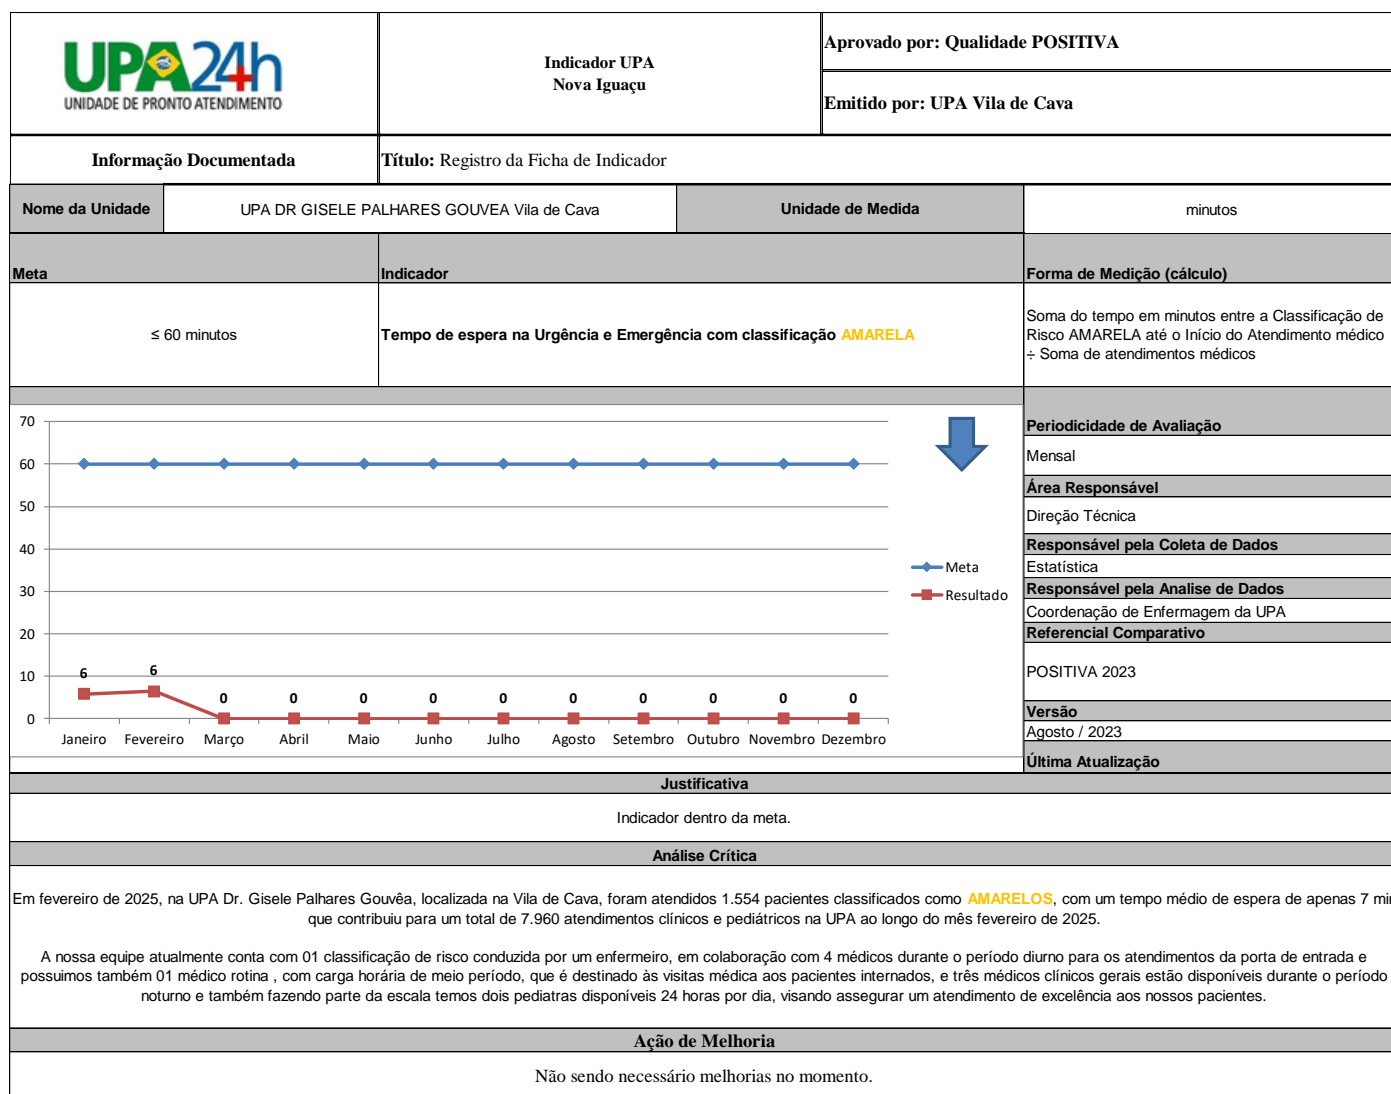 UPA 24h
UNIDADE DE PRONTO ATENDIMENTO
Indicador UPA
Nova Iguaçu
Aprovado por: Qualidade POSITIVA
Emitido por: UPA Vila de Cava
Informação Documentada
Título: Registro da Ficha de Indicador
Nome da Unidade
UPA DR GISELE PALHARES GOUVEA Vila de Cava
Unidade de Medida
minutos
Meta
Indicador
Forma de Medição (cálculo)
≤ 60 minutos
Tempo de espera na Urgência e Emergência com classificação AMARELA
Soma do tempo em minutos entre a Classificação de
Risco AMARELA até o Início do Atendimento médico
÷ Soma de atendimentos médicos
70
60
50
40
30
20
10
0
6 6 0 0 0 0 0 0 0 0 0 0
Janeiro Fevereiro Março Abril Maio Junho Julho Agosto Setembro Outubro Novembro Dezembro
Meta
Resultado
Periodicidade de Avaliação
Mensal
Área Responsável
Direção Técnica
Responsável pela Coleta de Dados
Estatística
Responsável pela Analise de Dados
Coordenação de Enfermagem da UPA
Referencial Comparativo
POSITIVA 2023
Versão
Agosto / 2023
Última Atualização
Justificativa
Indicador dentro da meta.
Análise Crítica
Em fevereiro de 2025, na UPA Dr. Gisele Palhares Gouvêa, localizada na Vila de Cava, foram atendidos 1.554 pacientes classificados como AMARELOS, com um tempo médio de espera de apenas 7 min
que contribuiu para um total de 7.960 atendimentos clínicos e pediátricos na UPA ao longo do mês fevereiro de 2025.
A nossa equipe atualmente conta com 01 classificação de risco conduzida por um enfermeiro, em colaboração com 4 médicos durante o período diurno para os atendimentos da porta de entrada e
possuimos também 01 médico rotina , com carga horária de meio período, que é destinado às visitas médica aos pacientes internados, e três médicos clínicos gerais estão disponíveis durante o período
noturno e também fazendo parte da escala temos dois pediatras disponíveis 24 horas por dia, visando assegurar um atendimento de excelência aos nossos pacientes.
Ação de Melhoria
Não sendo necessário melhorias no momento.